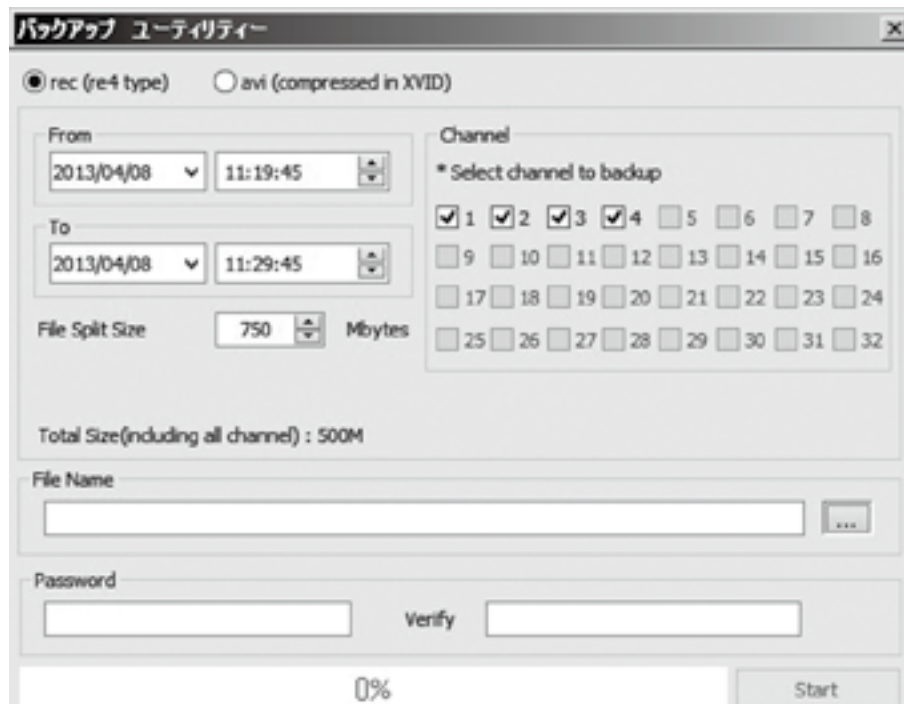 バックアップ ユーティリティー
rec (re4 type) avi (compressed in XVID)
From
2013/04/08 11:19:45
To
2013/04/08 11:29:45
File Split Size 750 Mbytes
Channel
* Select channel to backup
1 2 3 4 5 6 7 8
9 10 11 12 13 14 15 16
17 18 19 20 21 22 23 24
25 26 27 28 29 30 31 32
Total Size(including all channel) : 500M
File Name
...
Password
Verify
0% Start